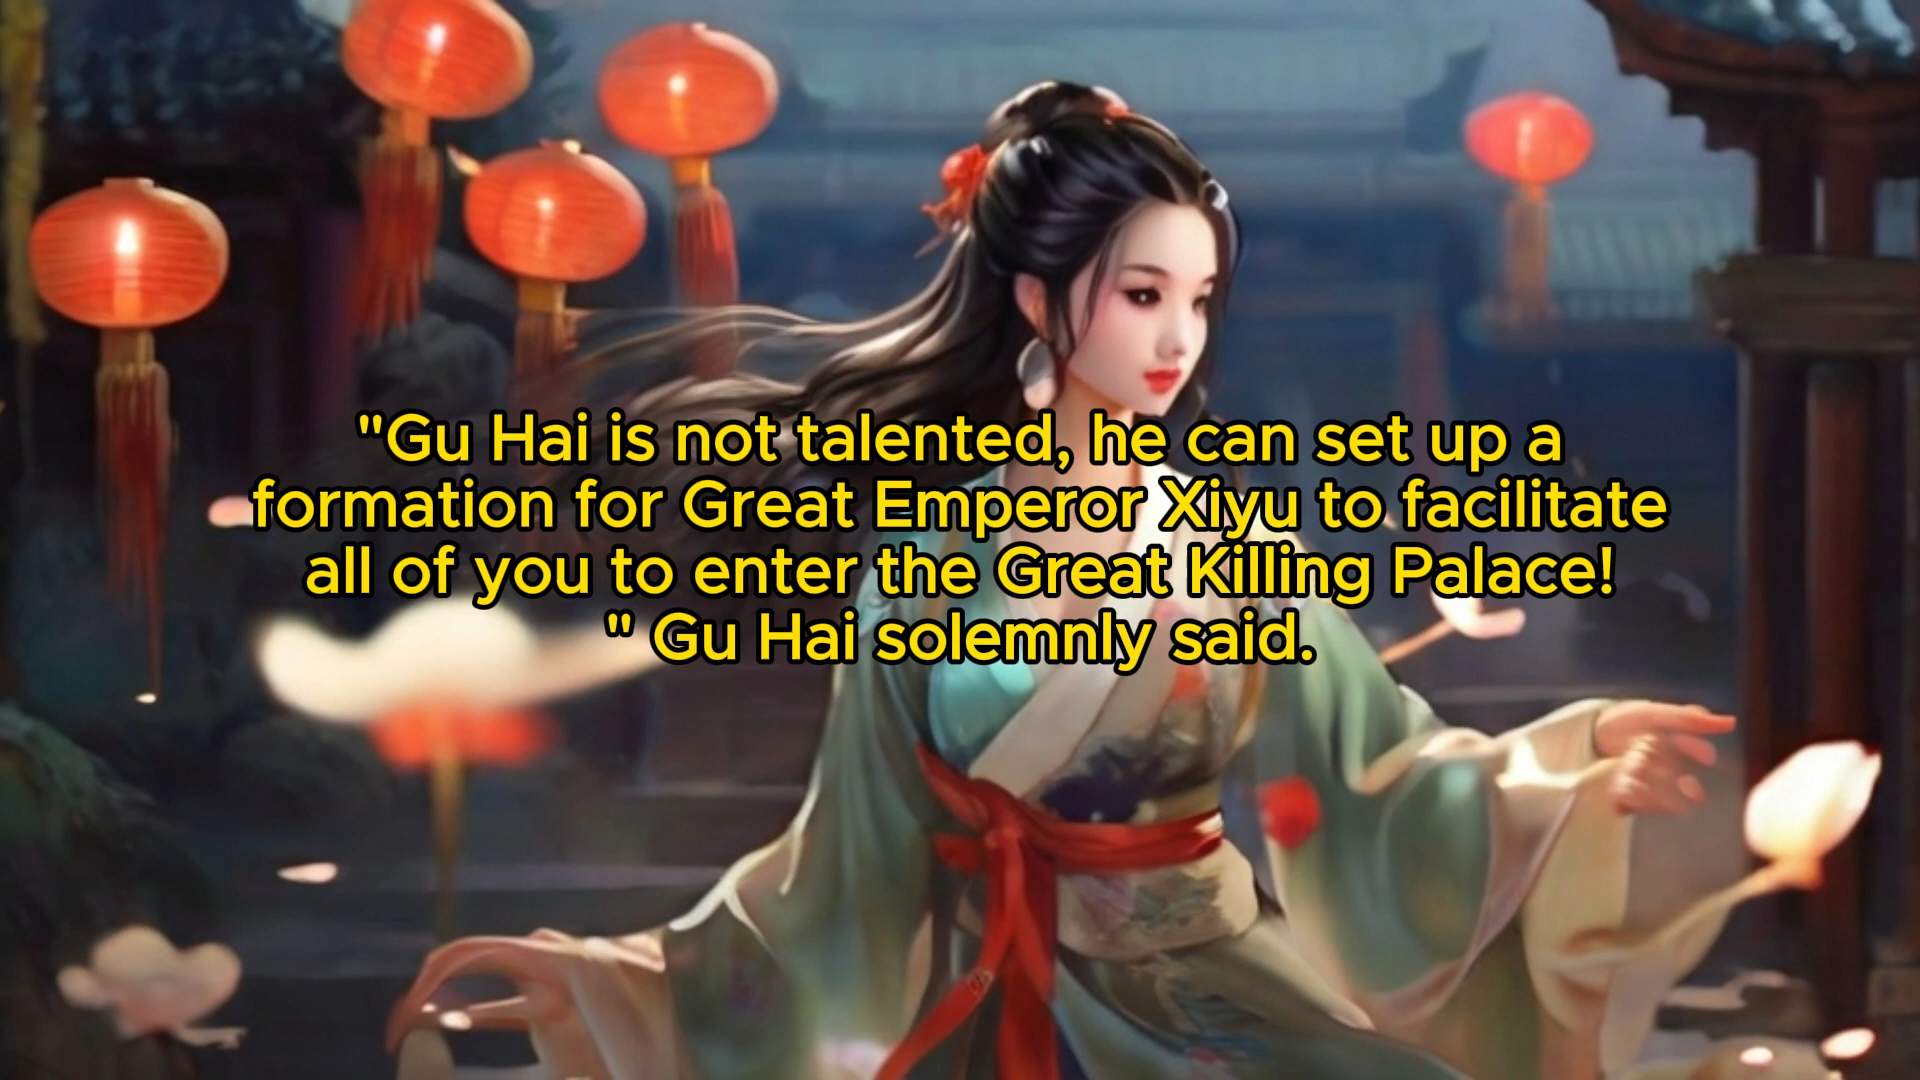 "Gu Hai is not talented, he can set up a
formation for Great Emperor Xiyu to facilitate
all of you to enter the Great Killing Palace!
" Gu Hai solemnly said.